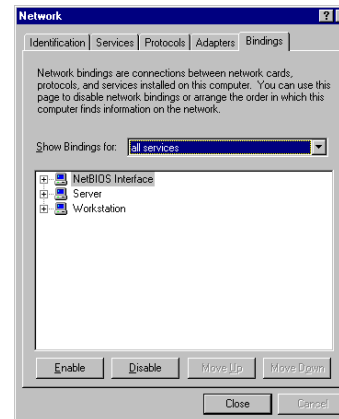 Network
Identification Services Protocols Adapters Bindings
Network bindings are connections between network cards,
protocols, and services installed on this computer. You can use this
page to disable network bindings or arrange the order in which this
computer finds information on the network.
Show Bindings for: all services
NetBIOS Interface
Server
Workstation
Enable Disable Move Up Move Down
Close Cancel